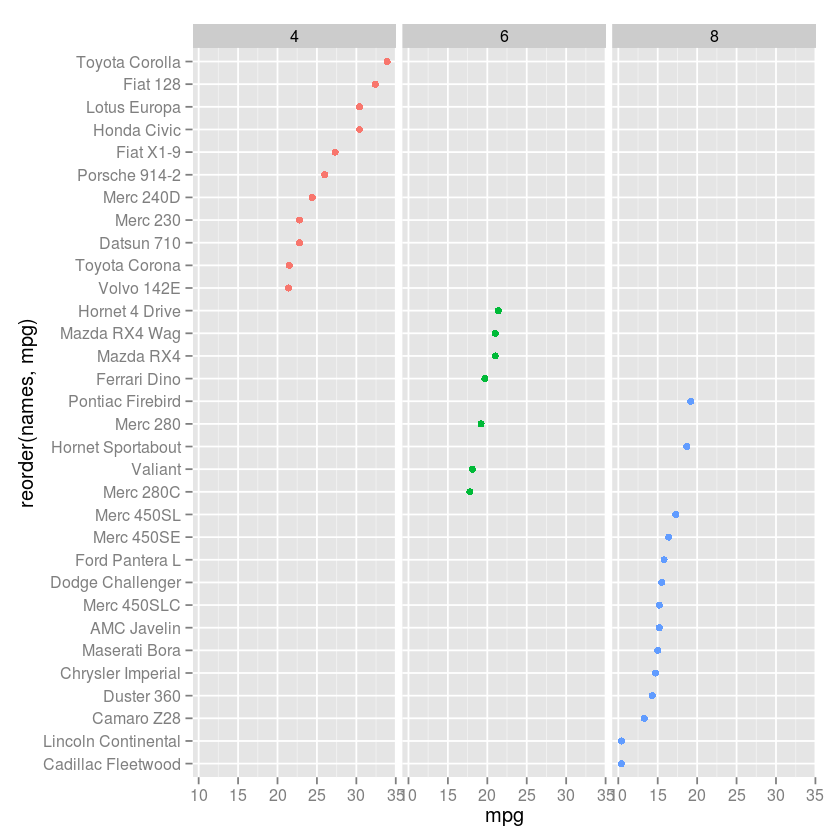 4 6 8
Toyota Corolla
Fiat 128
Lotus Europa
Honda Civic
Fiat X1-9
Porsche 914-2
Merc 240D
Merc 230
Datsun 710
Toyota Corona
Volvo 142E
Hornet 4 Drive
Mazda RX4 Wag
Mazda RX4
Ferrari Dino
Pontiac Firebird
Merc 280
Hornet Sportabout
Valiant
Merc 280C
Merc 450SL
Merc 450SE
Ford Pantera L
Dodge Challenger
Merc 450SLC
AMC Javelin
Maserati Bora
Chrysler Imperial
Duster 360
Camaro Z28
Lincoln Continental
Cadillac Fleetwood
reorder(names, mpg)
10 15 20 25 30 35 10 15 20 25 30 35 10 15 20 25 30 35
mpg